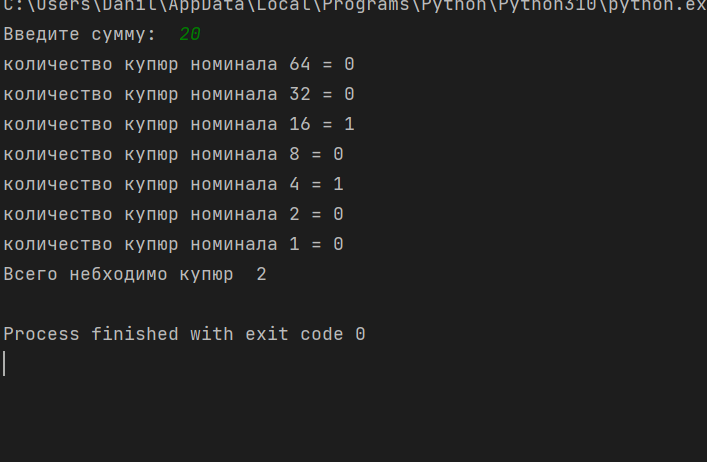 C:\Users\Danil\AppData\Local\Programs\Python\Python310\python.ex
Введите сумму:  20
количество купюр номинала 64 = 0
количество купюр номинала 32 = 0
количество купюр номинала 16 = 1
количество купюр номинала 8 = 0
количество купюр номинала 4 = 1
количество купюр номинала 2 = 0
количество купюр номинала 1 = 0
Всего небходимо купюр  2
Process finished with exit code 0